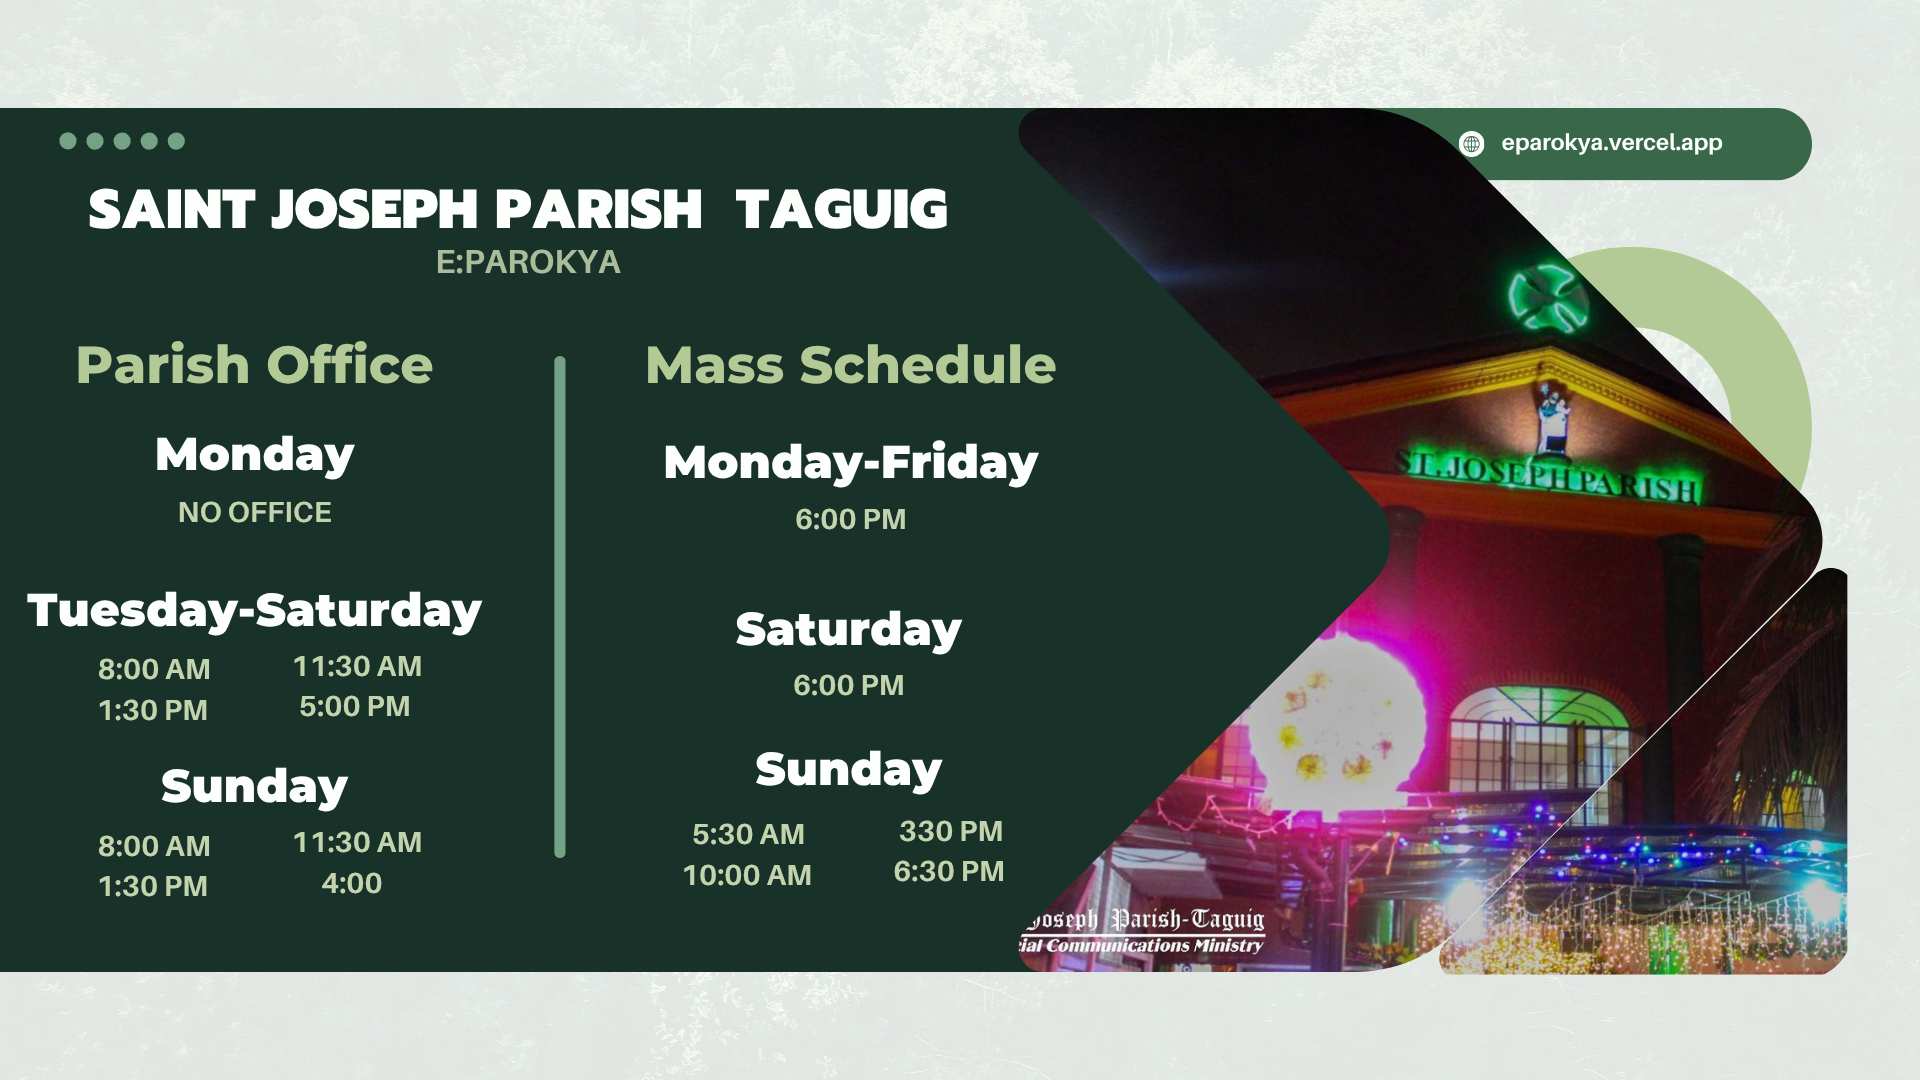 eparokya.vercel.app
SAINT JOSEPH PARISH TAGUIG
E:PAROKYA
Parish Office
Monday
NO OFFICE
Tuesday-Saturday
8:00 AM 11:30 AM
1:30 PM 5:00 PM
Sunday
8:00 AM 11:30 AM
1:30 PM 4:00
Mass Schedule
Monday-Friday
6:00 PM
Saturday
6:00 PM
Sunday
5:30 AM 330 PM
10:00 AM 6:30 PM
ST. JOSEPH PARISH
Joseph Parish-Taguig
ial Communications Ministry